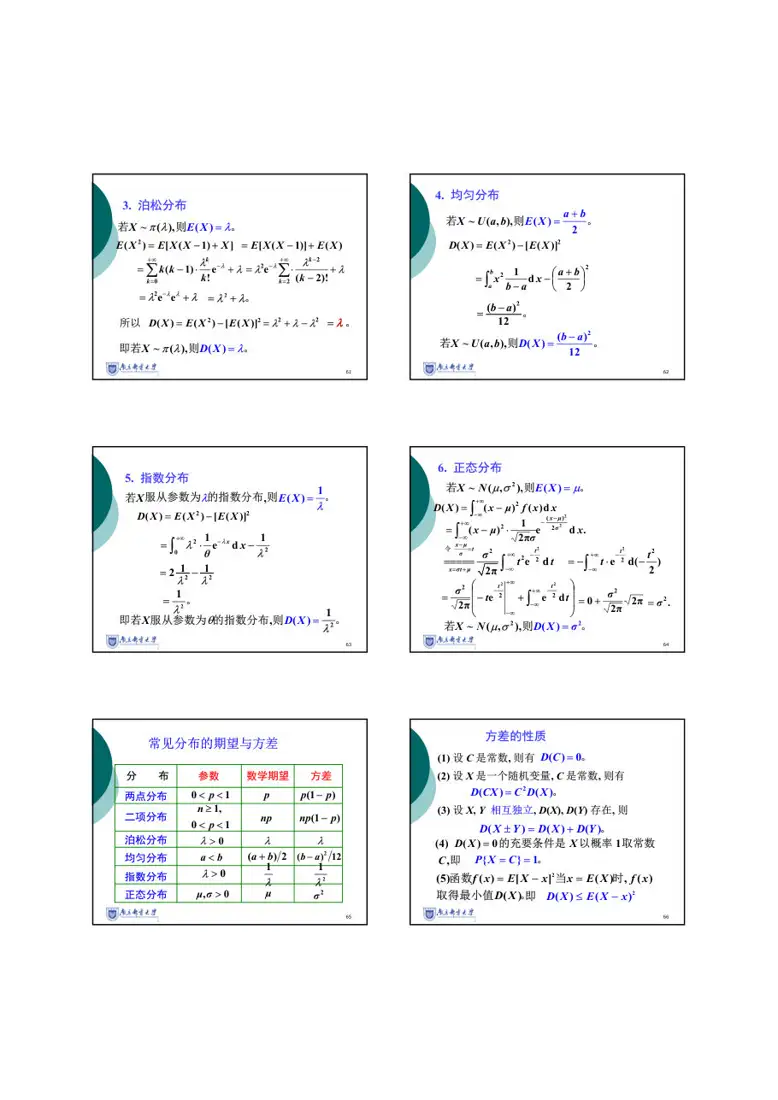 3. 泊松分布
若X ~ π(λ),则E(X) = λ。
E(X²) = E[X(X − 1) + X] = E[X(X − 1)] + E(X)
= ∑_{k=0}^{+∞} k(k − 1) · λ^k/k! e^{−λ} + λ = λ²e^{−λ} ∑_{k=2}^{+∞} · λ^{k−2}/(k − 2)! + λ
= λ²e^{−λ}e^{λ} + λ = λ² + λ。
所以 D(X) = E(X²) − [E(X)]² = λ² + λ − λ² = λ 。
即若X ~ π(λ),则D(X) = λ。
61
4. 均匀分布
若X ~ U(a, b),则E(X) = (a + b)/2 。
D(X) = E(X²) − [E(X)]²
= ∫_a^b x² 1/(b − a) d x − ((a + b)/2)²
= (b − a)²/12 。
若X ~ U(a, b),则D(X) = (b − a)²/12 。
62
5. 指数分布
若X服从参数为λ的指数分布,则E(X) = 1/λ 。
D(X) = E(X²) − [E(X)]²
= ∫_0^{+∞} λ² · 1/θ e^{−λx} d x − 1/λ²
= 2 1/λ² − 1/λ²
= 1/λ² 。
即若X服从参数为θ的指数分布,则D(X) = 1/λ² 。
63
6. 正态分布
若X ~ N(μ, σ²),则E(X) = μ。
D(X) = ∫_{−∞}^{+∞} (x − μ)² f(x)d x
= ∫_{−∞}^{+∞} (x − μ)² · 1/(√2πσ) e^{−(x−μ)²/2σ²} d x.
令 (x−μ)/σ = t
x=σt+μ σ²/√2π ∫_{−∞}^{+∞} t² e^{−t²/2} d t = −∫_{−∞}^{+∞} t · e^{−t²/2} d(−t²/2)
= σ²/√2π ( −te^{−t²/2} |_{−∞}^{+∞} + ∫_{−∞}^{+∞} e^{−t²/2} dt ) = 0 + σ²/√2π · √2π = σ².
若X ~ N(μ, σ²),则D(X) = σ²。
64
常见分布的期望与方差
分 布 参数 数学期望 方差
两点分布 0 < p < 1 p p(1 − p)
二项分布 n ≥ 1, 0 < p < 1 np np(1 − p)
泊松分布 λ > 0 λ λ
均匀分布 a < b (a + b)/2 (b − a)²/12
指数分布 λ > 0 1/λ 1/λ²
正态分布 μ, σ > 0 μ σ²
65
方差的性质
(1) 设 C 是常数, 则有 D(C) = 0。
(2) 设 X 是一个随机变量, C 是常数, 则有
D(CX) = C²D(X)。
(3) 设 X, Y 相互独立, D(X), D(Y) 存在, 则
D(X ± Y) = D(X) + D(Y)。
(4) D(X) = 0 的充要条件是 X 以概率 1取常数
C,即 P{X = C} = 1。
(5)函数f(x) = E[X − x]²当x = E(X)时, f(x)
取得最小值D(X)。即 D(X) ≤ E(X − x)²
66